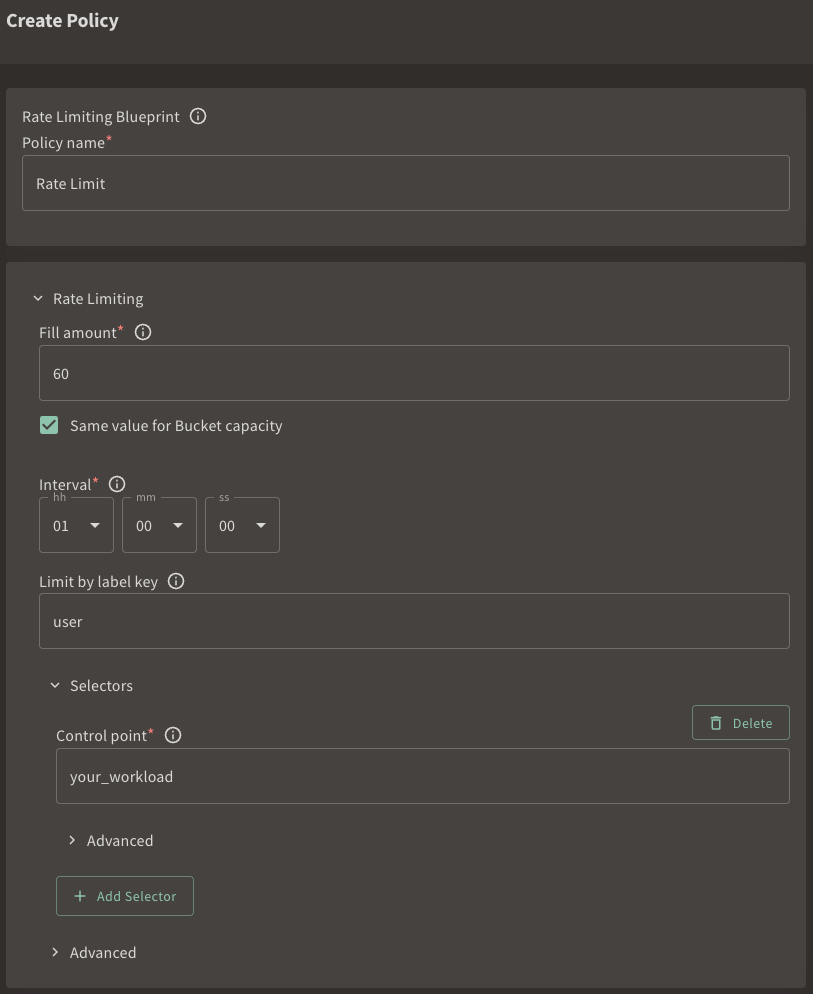 Create Policy
Rate Limiting Blueprint
Policy name*
Rate Limit
Rate Limiting
Fill amount*
60
Same value for Bucket capacity
Interval*
hh mm ss
01 00 00
Limit by label key
user
Selectors
Delete
Control point*
your_workload
Advanced
+ Add Selector
Advanced